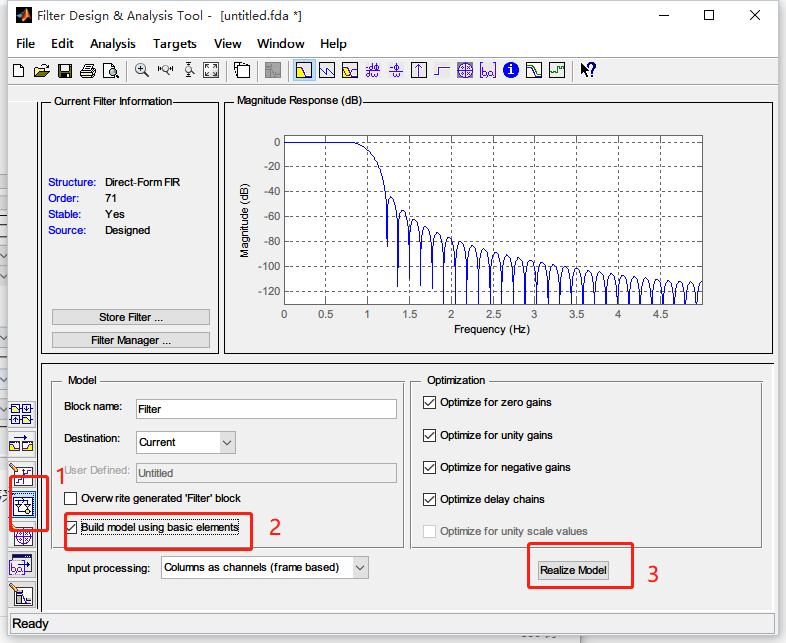 Filter Design & Analysis Tool - [untitled.fda *]
File Edit Analysis Targets View Window Help
Current Filter Information
Structure: Direct-Form FIR
Order: 71
Stable: Yes
Source: Designed
Store Filter ...
Filter Manager ...
Magnitude Response (dB)
Magnitude (dB)
0
-20
-40
-60
-80
-100
-120
0 0.5 1 1.5 2 2.5 3 3.5 4 4.5
Frequency (Hz)
Model
Block name: Filter
Destination: Current
User Defined: Untitled
Overwrite generated 'Filter' block
Build model using basic elements
Input processing: Columns as channels (frame based)
Optimization
Optimize for zero gains
Optimize for unity gains
Optimize for negative gains
Optimize delay chains
Optimize for unity scale values
Realize Model
1
2
3
Ready